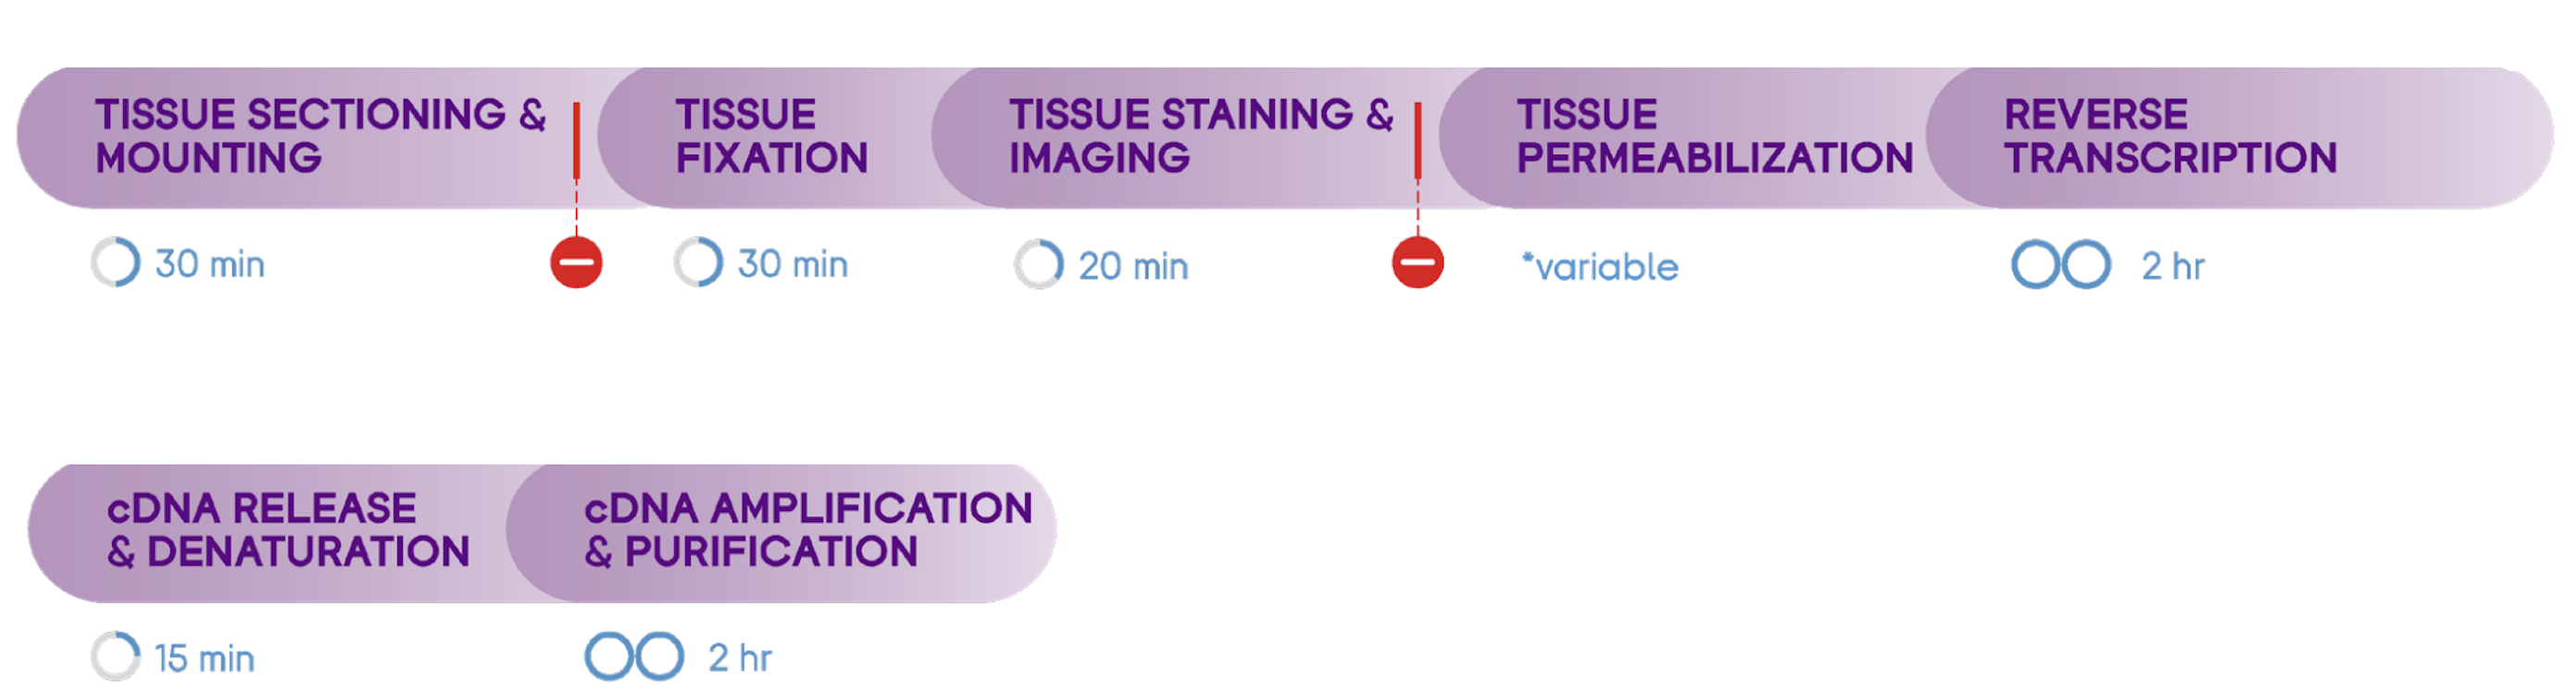 TISSUE SECTIONING &
MOUNTING
30 min
TISSUE
FIXATION
30 min
TISSUE STAINING &
IMAGING
20 min
TISSUE
PERMEABILIZATION
*variable
REVERSE
TRANSCRIPTION
2 hr
cDNA RELEASE
& DENATURATION
15 min
cDNA AMPLIFICATION
& PURIFICATION
2 hr